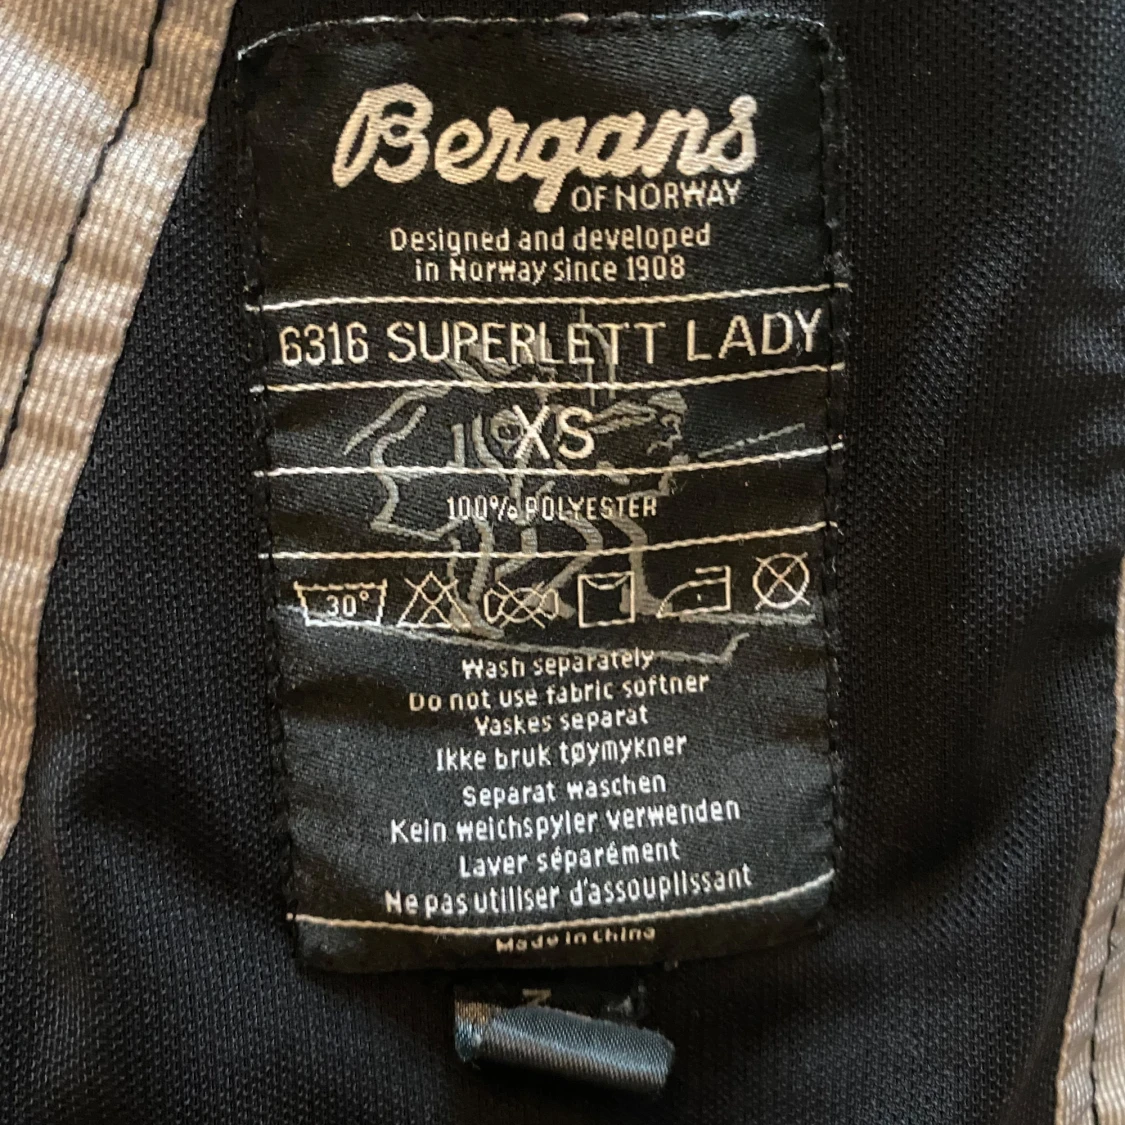 Bergans
OF NORWAY
Designed and developed
in Norway since 1908
6316 SUPERLETT LADY
XS
100% POLYESTER
30°
Wash separately
Do not use fabric softner
Vaskes separat
Ikke bruk tøymykner
Separat waschen
Kein weichspyler verwenden
Laver séparément
Ne pas utiliser d'assouplissant
Made in China